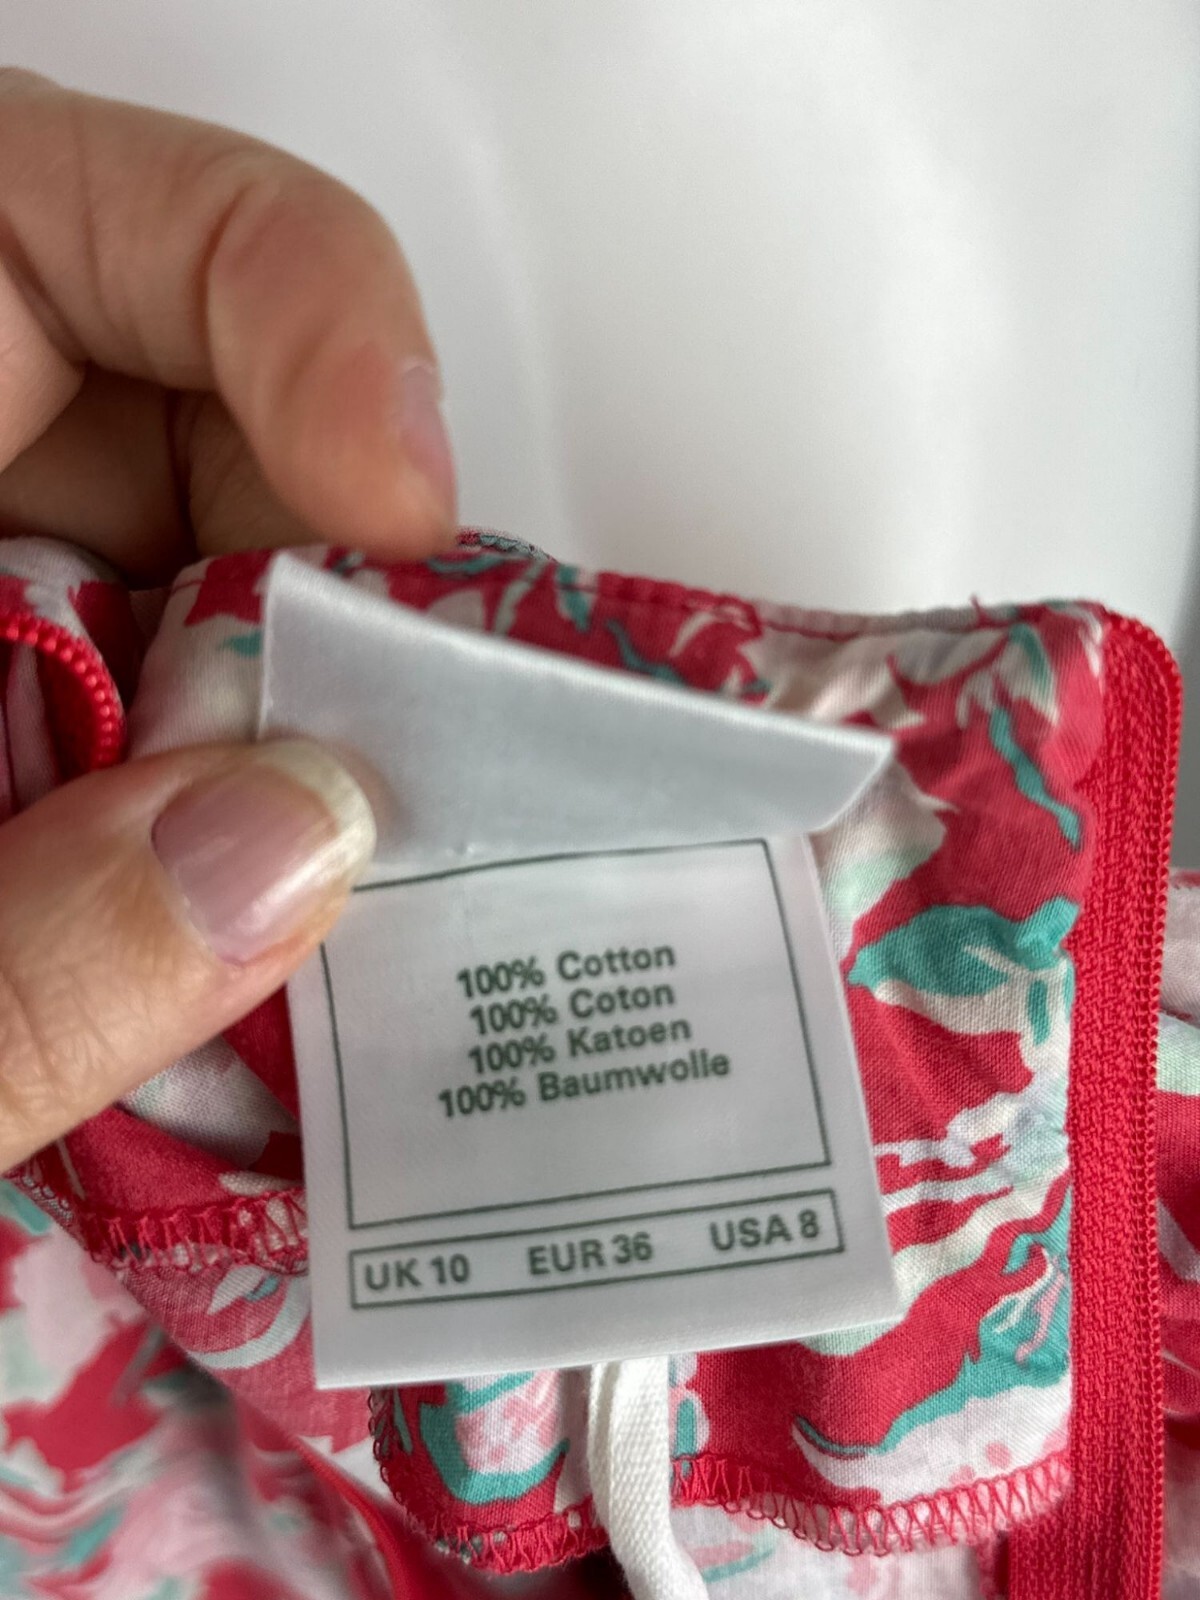 100% Cotton
100% Coton
100% Katoen
100% Baumwolle
UK 10 EUR 36 USA 8